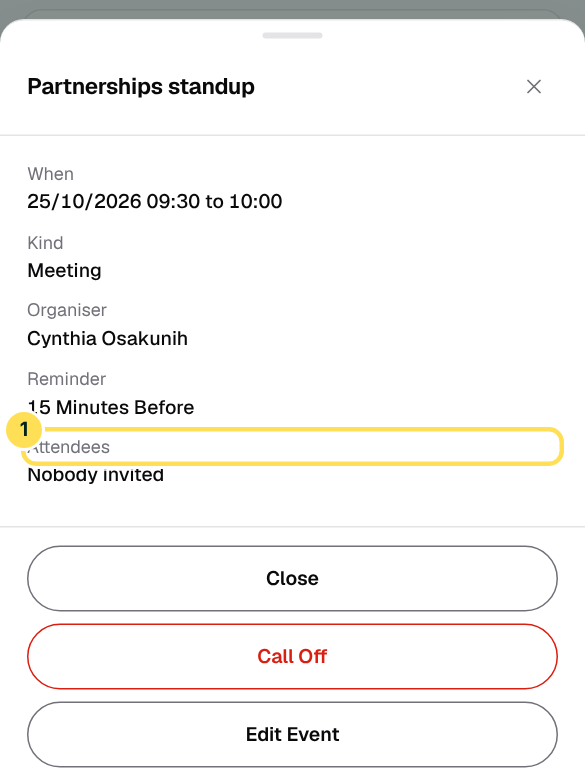 Partnerships standup
When
25/10/2026 09:30 to 10:00
Kind
Meeting
Organiser
Cynthia Osakunih
Reminder
15 Minutes Before
1
Attendees
Nobody invited
Close
Call Off
Edit Event